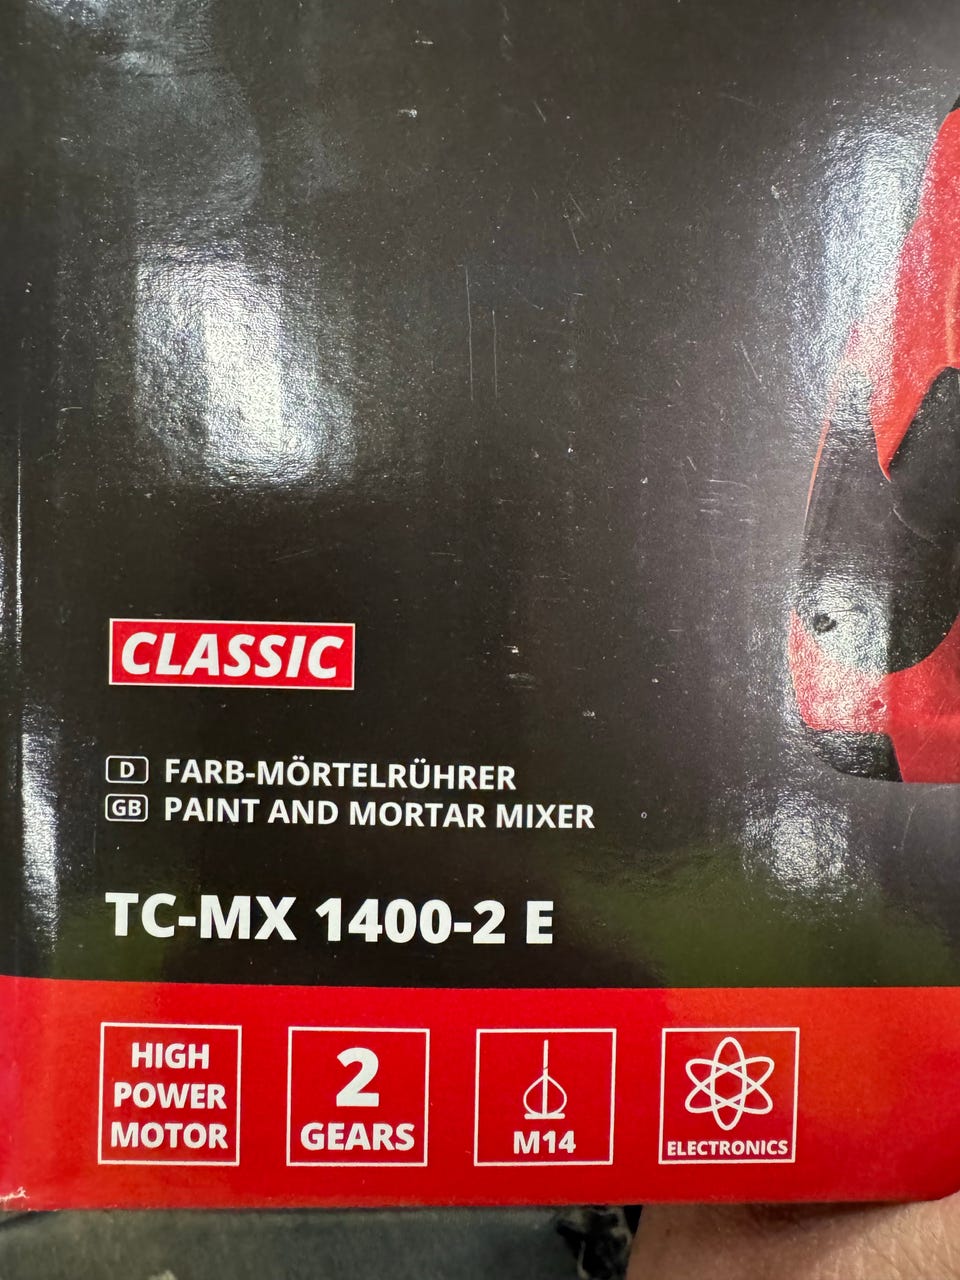 CLASSIC
D FARB-MÖRTELRÜHRER
GB PAINT AND MORTAR MIXER
TC-MX 1400-2 E
HIGH
POWER
MOTOR
2
GEARS
M14
ELECTRONICS